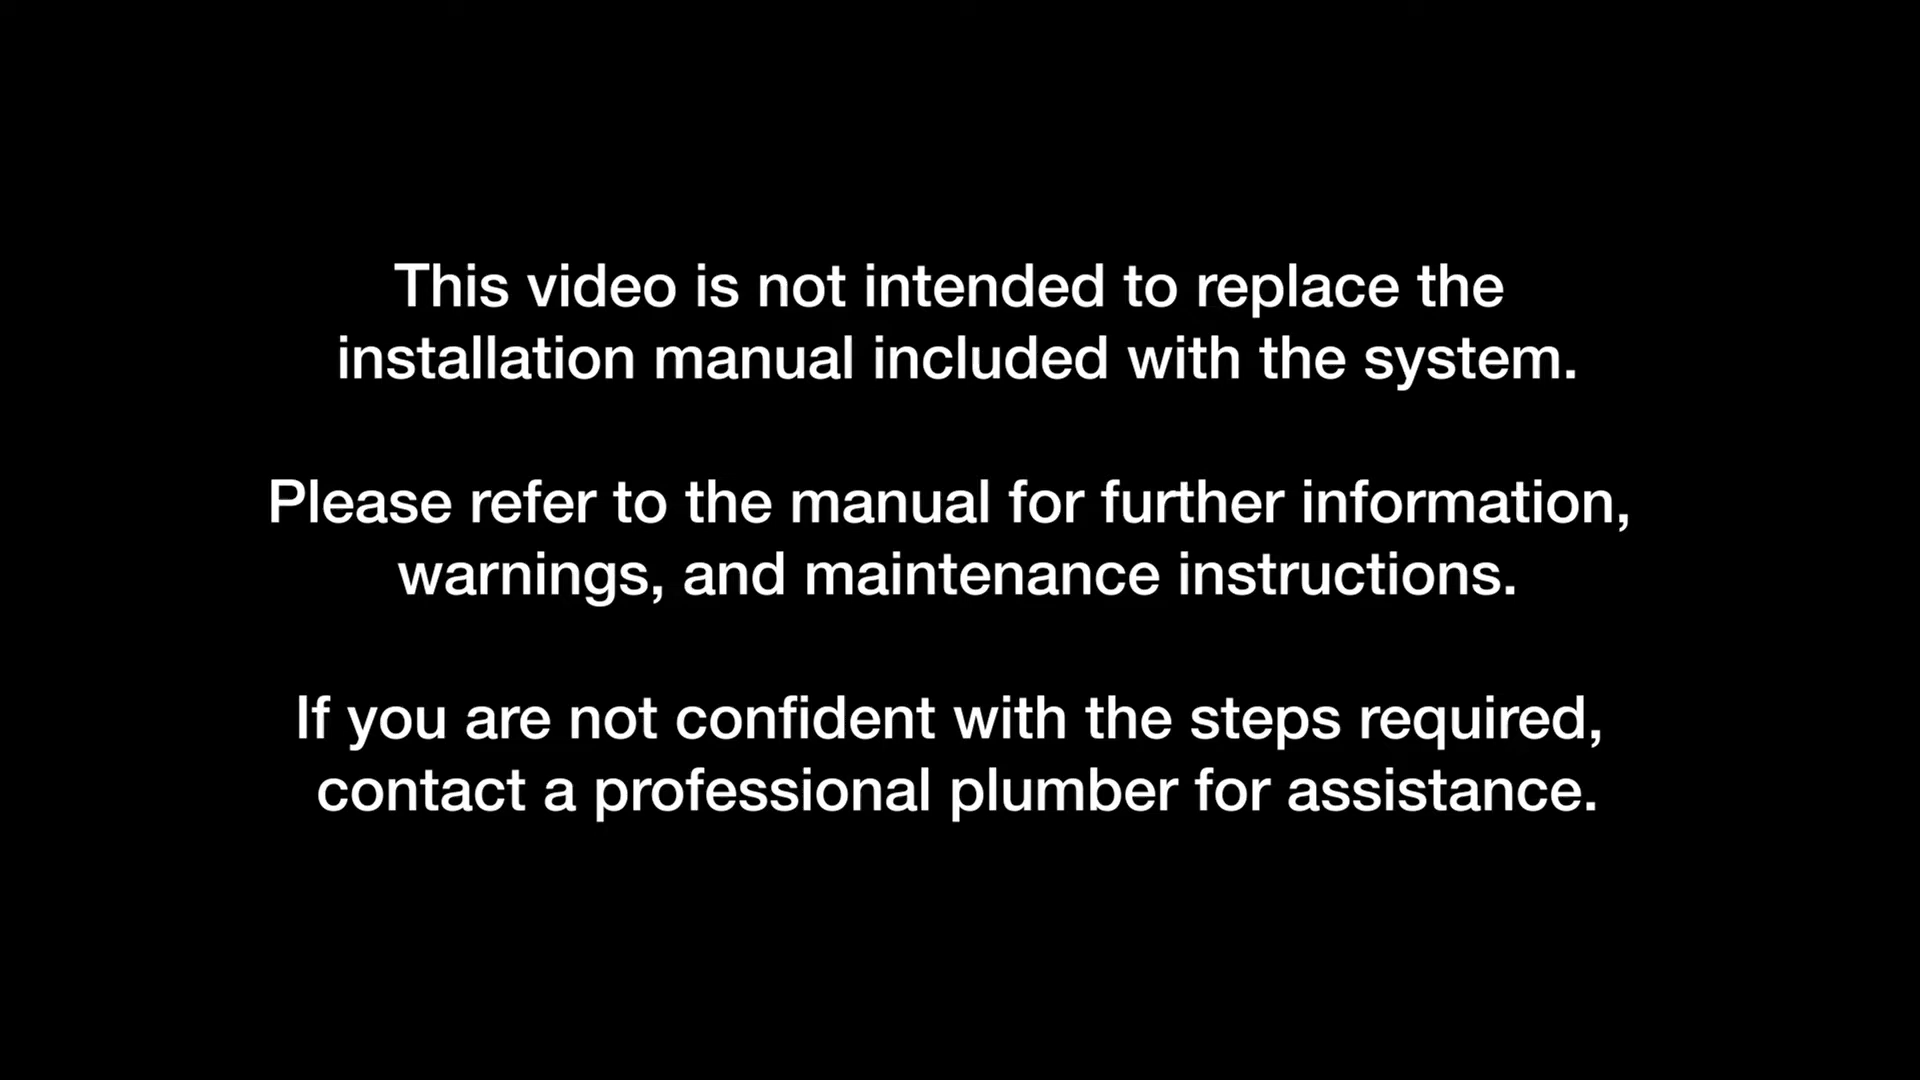 This video is not intended to replace the
installation manual included with the system.
Please refer to the manual for further information,
warnings, and maintenance instructions.
If you are not confident with the steps required,
contact a professional plumber for assistance.